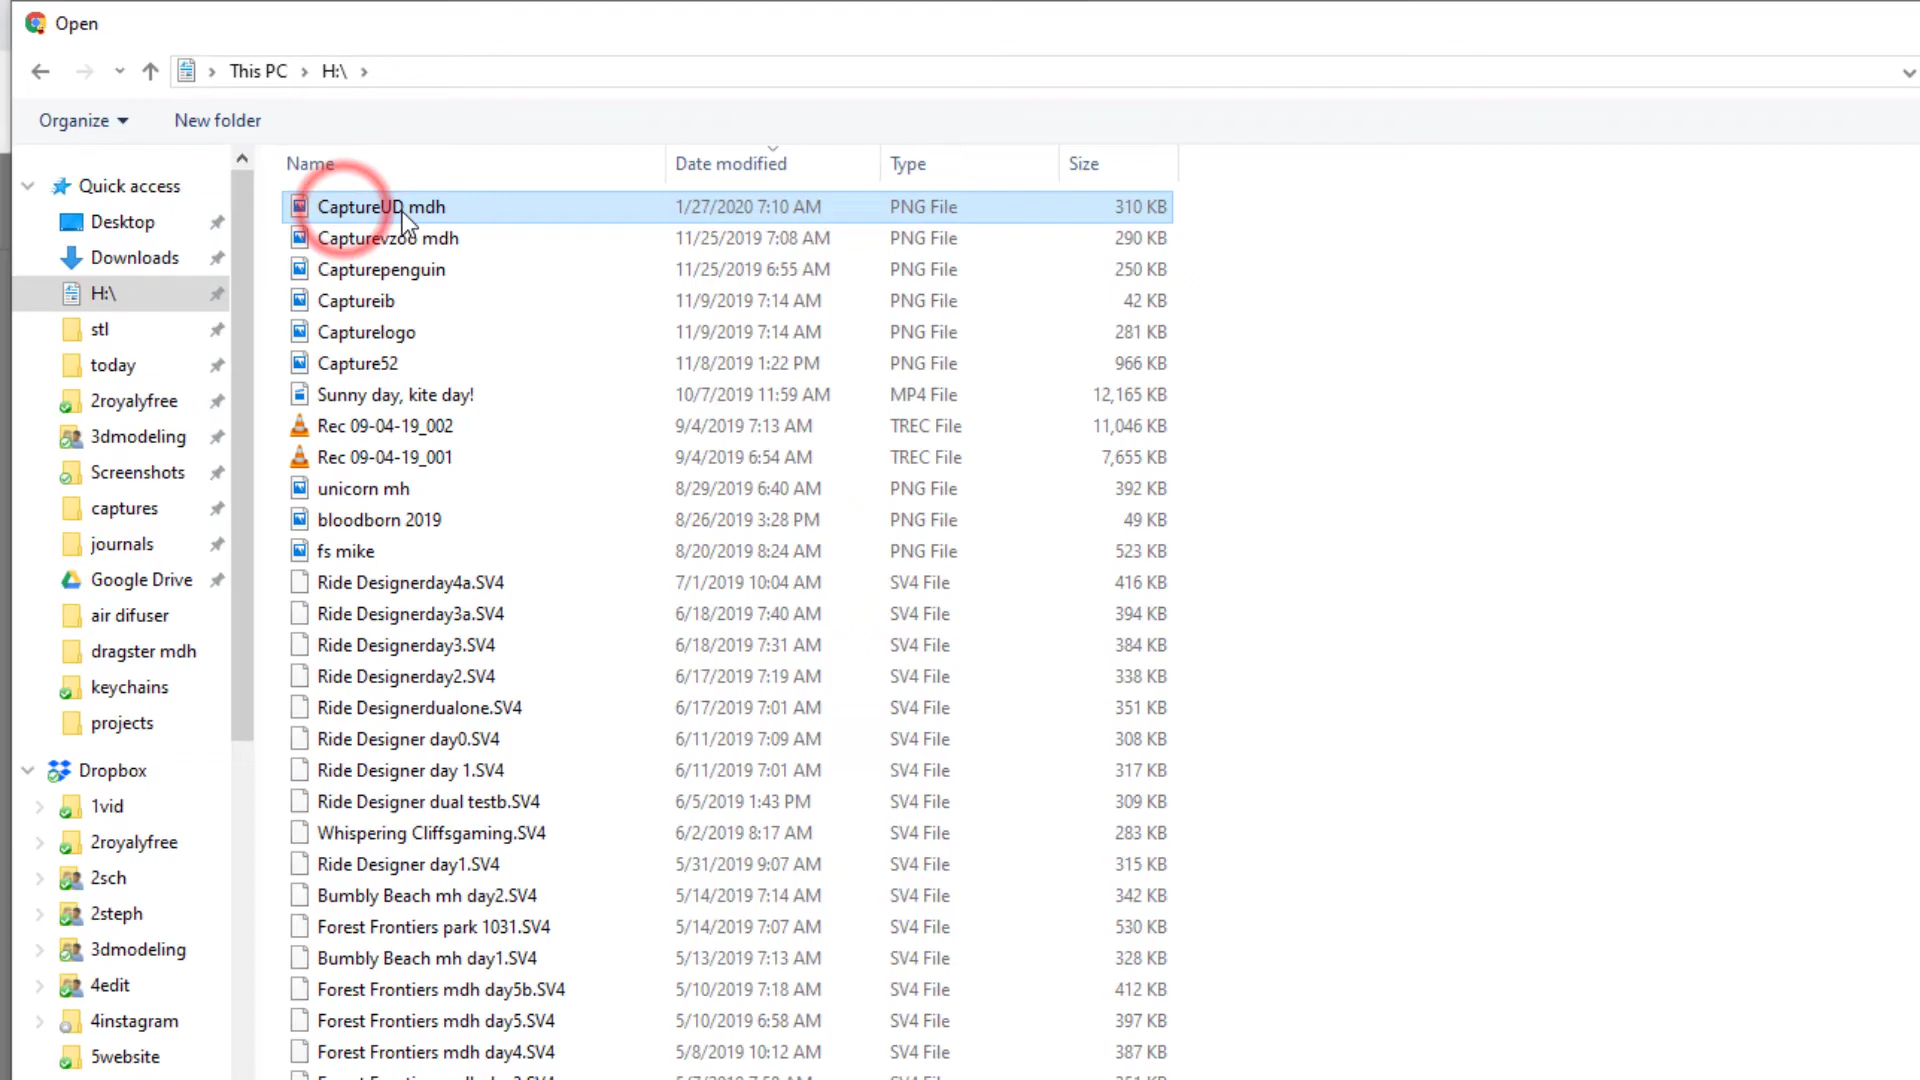 Open
This PC > H:\ >
Organize
New folder
Name Date modified Type Size
Quick access
Desktop
Downloads
H:\
stl
today
2royalyfree
3dmodeling
Screenshots
captures
journals
Google Drive
air difuser
dragster mdh
keychains
projects
Dropbox
1vid
2royalyfree
2sch
2steph
3dmodeling
4edit
4instagram
5website
CaptureUD mdh 1/27/2020 7:10 AM PNG File 310 KB
mdh 11/25/2019 7:08 AM PNG File 290 KB
Capturepenguin 11/25/2019 6:55 AM PNG File 250 KB
Captureib 11/9/2019 7:14 AM PNG File 42 KB
Capturelogo 11/9/2019 7:14 AM PNG File 281 KB
Capture52 11/8/2019 1:22 PM PNG File 966 KB
Sunny day, kite day! 10/7/2019 11:59 AM MP4 File 12,165 KB
Rec 09-04-19_002 9/4/2019 7:13 AM TREC File 11,046 KB
Rec 09-04-19_001 9/4/2019 6:54 AM TREC File 7,655 KB
unicorn mh 8/29/2019 6:40 AM PNG File 392 KB
bloodborn 2019 8/26/2019 3:28 PM PNG File 49 KB
fs mike 8/20/2019 8:24 AM PNG File 523 KB
Ride Designerday4a.SV4 7/1/2019 10:04 AM SV4 File 416 KB
Ride Designerday3a.SV4 6/18/2019 7:40 AM SV4 File 394 KB
Ride Designerday3.SV4 6/18/2019 7:31 AM SV4 File 384 KB
Ride Designerday2.SV4 6/17/2019 7:19 AM SV4 File 338 KB
Ride Designerdualone.SV4 6/17/2019 7:01 AM SV4 File 351 KB
Ride Designer day0.SV4 6/11/2019 7:09 AM SV4 File 308 KB
Ride Designer day 1.SV4 6/11/2019 7:01 AM SV4 File 317 KB
Ride Designer dual testb.SV4 6/5/2019 1:43 PM SV4 File 309 KB
Whispering Cliffsgaming.SV4 6/2/2019 8:17 AM SV4 File 283 KB
Ride Designer day1.SV4 5/31/2019 9:07 AM SV4 File 315 KB
Bumbly Beach mh day2.SV4 5/14/2019 7:14 AM SV4 File 342 KB
Forest Frontiers park 1031.SV4 5/14/2019 7:07 AM SV4 File 530 KB
Bumbly Beach mh day1.SV4 5/13/2019 7:13 AM SV4 File 328 KB
Forest Frontiers mdh day5b.SV4 5/10/2019 7:18 AM SV4 File 412 KB
Forest Frontiers mdh day5.SV4 5/10/2019 6:58 AM SV4 File 397 KB
Forest Frontiers mdh day4.SV4 5/8/2019 10:12 AM SV4 File 387 KB